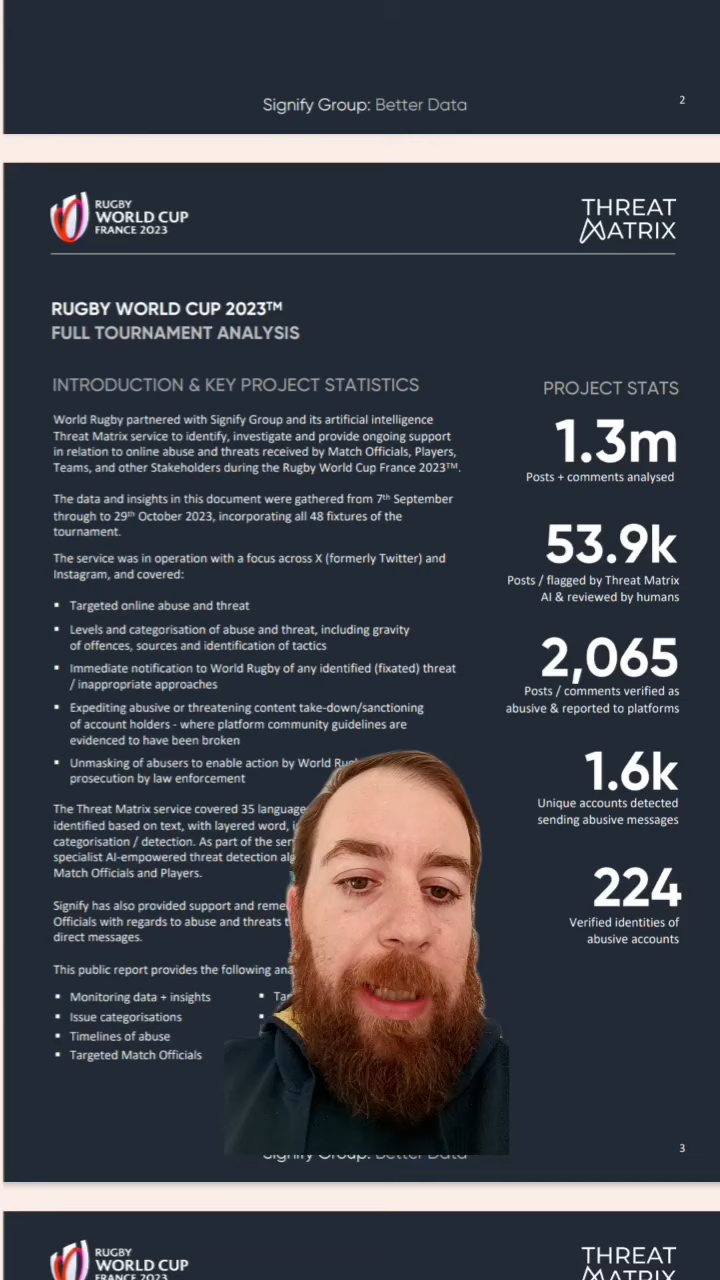 Signify Group: Better Data
2
RUGBY
WORLD CUP
FRANCE 2023
THREAT
MATRIX
RUGBY WORLD CUP 2023™
FULL TOURNAMENT ANALYSIS
INTRODUCTION & KEY PROJECT STATISTICS
World Rugby partnered with Signify Group and its artificial intelligence
Threat Matrix service to identify, investigate and provide ongoing support
in relation to online abuse and threats received by Match Officials, Players,
Teams, and other Stakeholders during the Rugby World Cup France 2023™.
The data and insights in this document were gathered from 7th September
through to 29th October 2023, incorporating all 48 fixtures of the
tournament.
The service was in operation with a focus across X (formerly Twitter) and
Instagram, and covered:
▪ Targeted online abuse and threat
▪ Levels and categorisation of abuse and threat, including gravity
of offences, sources and identification of tactics
▪ Immediate notification to World Rugby of any identified (fixated) threat
/ inappropriate approaches
▪ Expediting abusive or threatening content take-down/sanctioning
of account holders - where platform community guidelines are
evidenced to have been broken
▪ Unmasking of abusers to enable action by World
prosecution by law enforcement
The Threat Matrix service covered 35
identified based on text, with layered word,
categorisation / detection. As part of the
specialist AI-empowered threat detection
Match Officials and Players.
Signify has also provided support and
Officials with regards to abuse and threats
direct messages.
This public report provides the following
▪ Monitoring data + insights
▪ Issue categorisations
▪ Timelines of abuse
▪ Targeted Match Officials
PROJECT STATS
1.3m
Posts + comments analysed
53.9k
Posts / flagged by Threat Matrix
AI & reviewed by humans
2,065
Posts / comments verified as
abusive & reported to platforms
1.6k
Unique accounts detected
sending abusive messages
224
Verified identities of
abusive accounts
Signify Group: Better Data
3
RUGBY
WORLD CUP
FRANCE 2023
THREAT
MATRIX